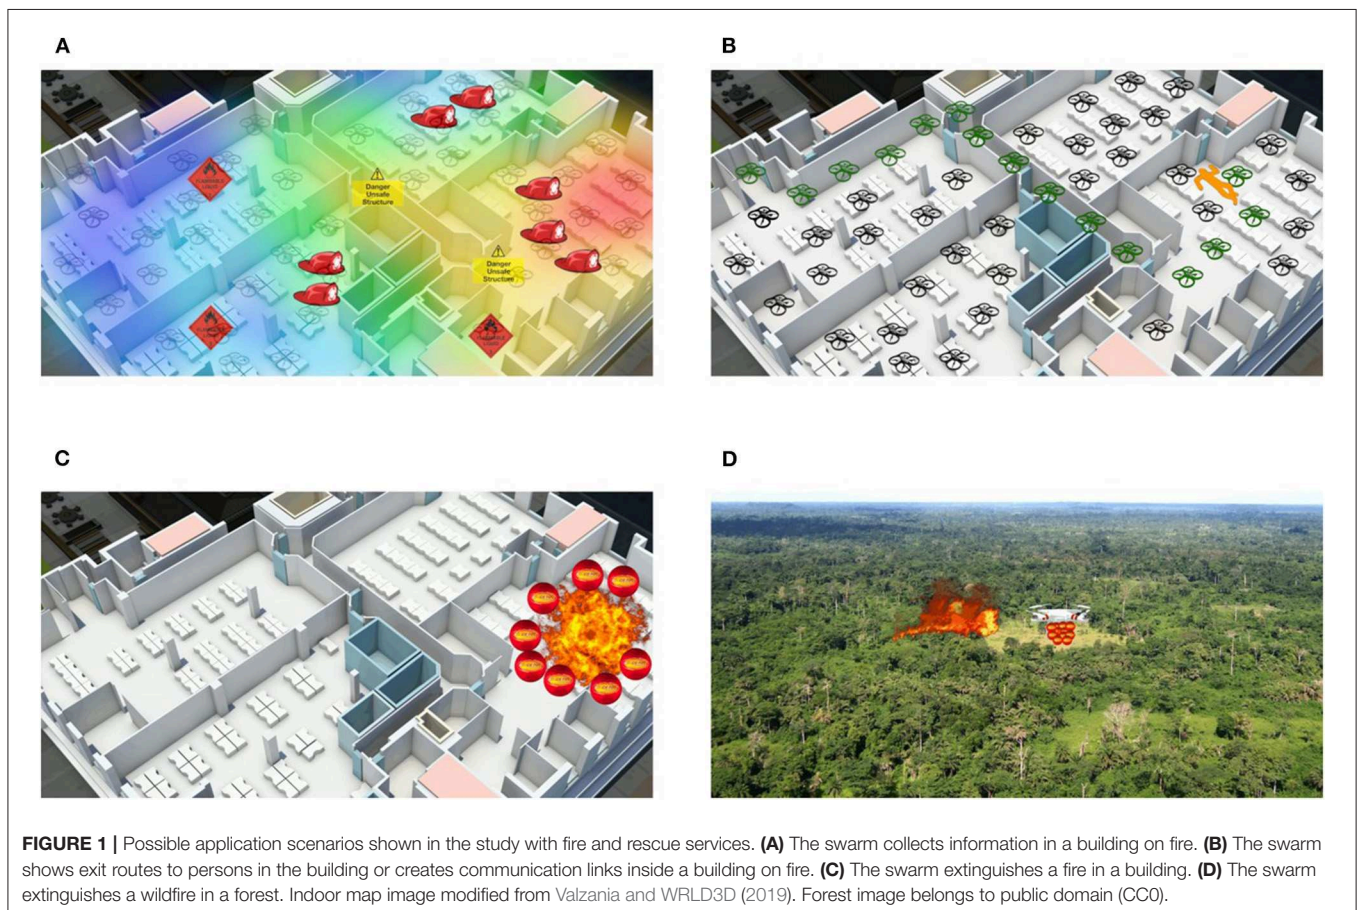 A
B
Danger
Unsafe
Structure
Danger
Unsafe
Structure
C
D
FIGURE 1 | Possible application scenarios shown in the study with fire and rescue services. (A) The swarm collects information in a building on fire. (B) The swarm
shows exit routes to persons in the building or creates communication links inside a building on fire. (C) The swarm extinguishes a fire in a building. (D) The swarm
extinguishes a wildfire in a forest. Indoor map image modified from Valzania and WRLD3D (2019). Forest image belongs to public domain (CC0).